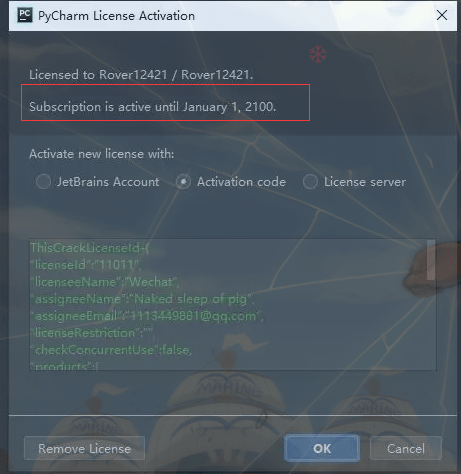 PC PyCharm License Activation
Licensed to Rover12421 / Rover12421.
Subscription is active until January 1, 2100.
Activate new license with:
JetBrains Account Activation code License server
ThisCrackLicenseId-{
"licenseId":"11011",
"licenseeName":"Wechat",
"assigneeName":"Naked sleep of pig",
"assigneeEmail":"1113449881@qq.com",
"licenseRestriction":"",
"checkConcurrentUse":false,
"products":[
MARINE
Remove License OK Cancel